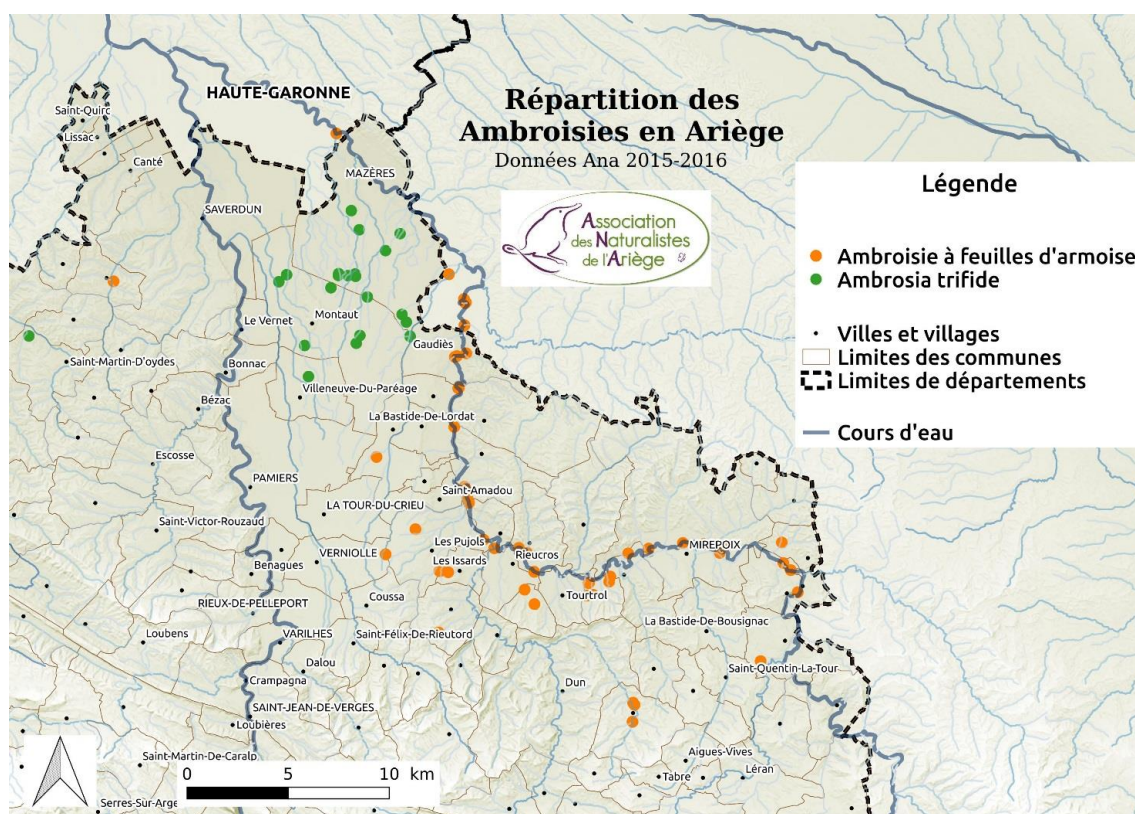 HAUTE-GARONNE
Répartition des
Ambroisies en Ariège
Données Ana 2015-2016
Association
des Naturalistes
de l'Ariège
Légende
Ambroisie à feuilles d'armoise
Ambrosia trifide
Villes et villages
Limites des communes
Limites de départements
Cours d'eau
Saint-Quirc
Lissac
Canté
MAZÈRES
SAVERDUN
Le Vernet
Montaut
Gaudiès
Saint-Martin-D'oydes
Bonnac
Villeneuve-Du-Paréage
Bézac
La Bastide-De-Lordat
Escosse
PAMIERS
Saint-Amadou
LA TOUR-DU-CRIEU
Saint-Victor-Rouzaud
Les Pujols
MIREPOIX
VERNIOLLE
Les Issards
Rieucros
Benagues
RIEUX-DE-PELLEPORT
Coussa
Tourtrol
La Bastide-De-Bousignac
Loubens
VARILHES
Saint-Félix-De-Rieutord
Dalou
Saint-Quentin-La-Tour
Crampagna
Dun
SAINT-JEAN-DE-VERGES
Loubières
Saint-Martin-De-Caralp
Aigues-Vives
Tabre
Léran
Serres-Sur-Arge
0 5 10 km